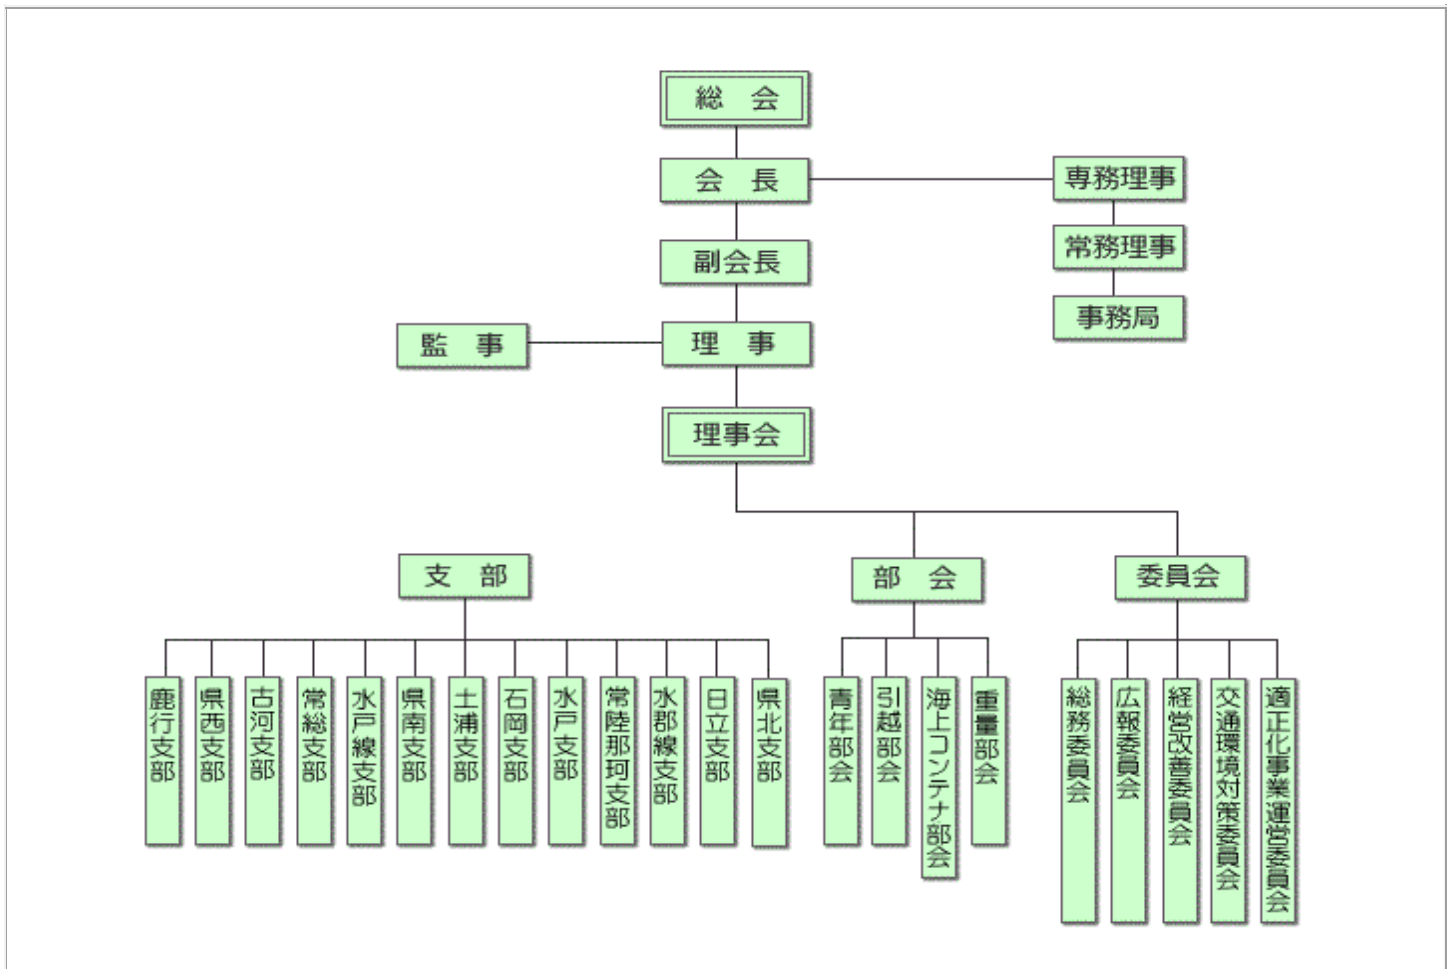 総　会
会　長
専務理事
副会長
常務理事
事務局
監　事
理　事
理事会
支　部
部　会
委員会
鹿行支部
県西支部
古河支部
常総支部
水戸線支部
県南支部
土浦支部
石岡支部
水戸支部
常陸那珂支部
水郡線支部
日立支部
県北支部
青年部会
引越部会
海上コンテナ部会
重量部会
総務委員会
広報委員会
経営改善委員会
交通環境対策委員会
適正化事業運営委員会